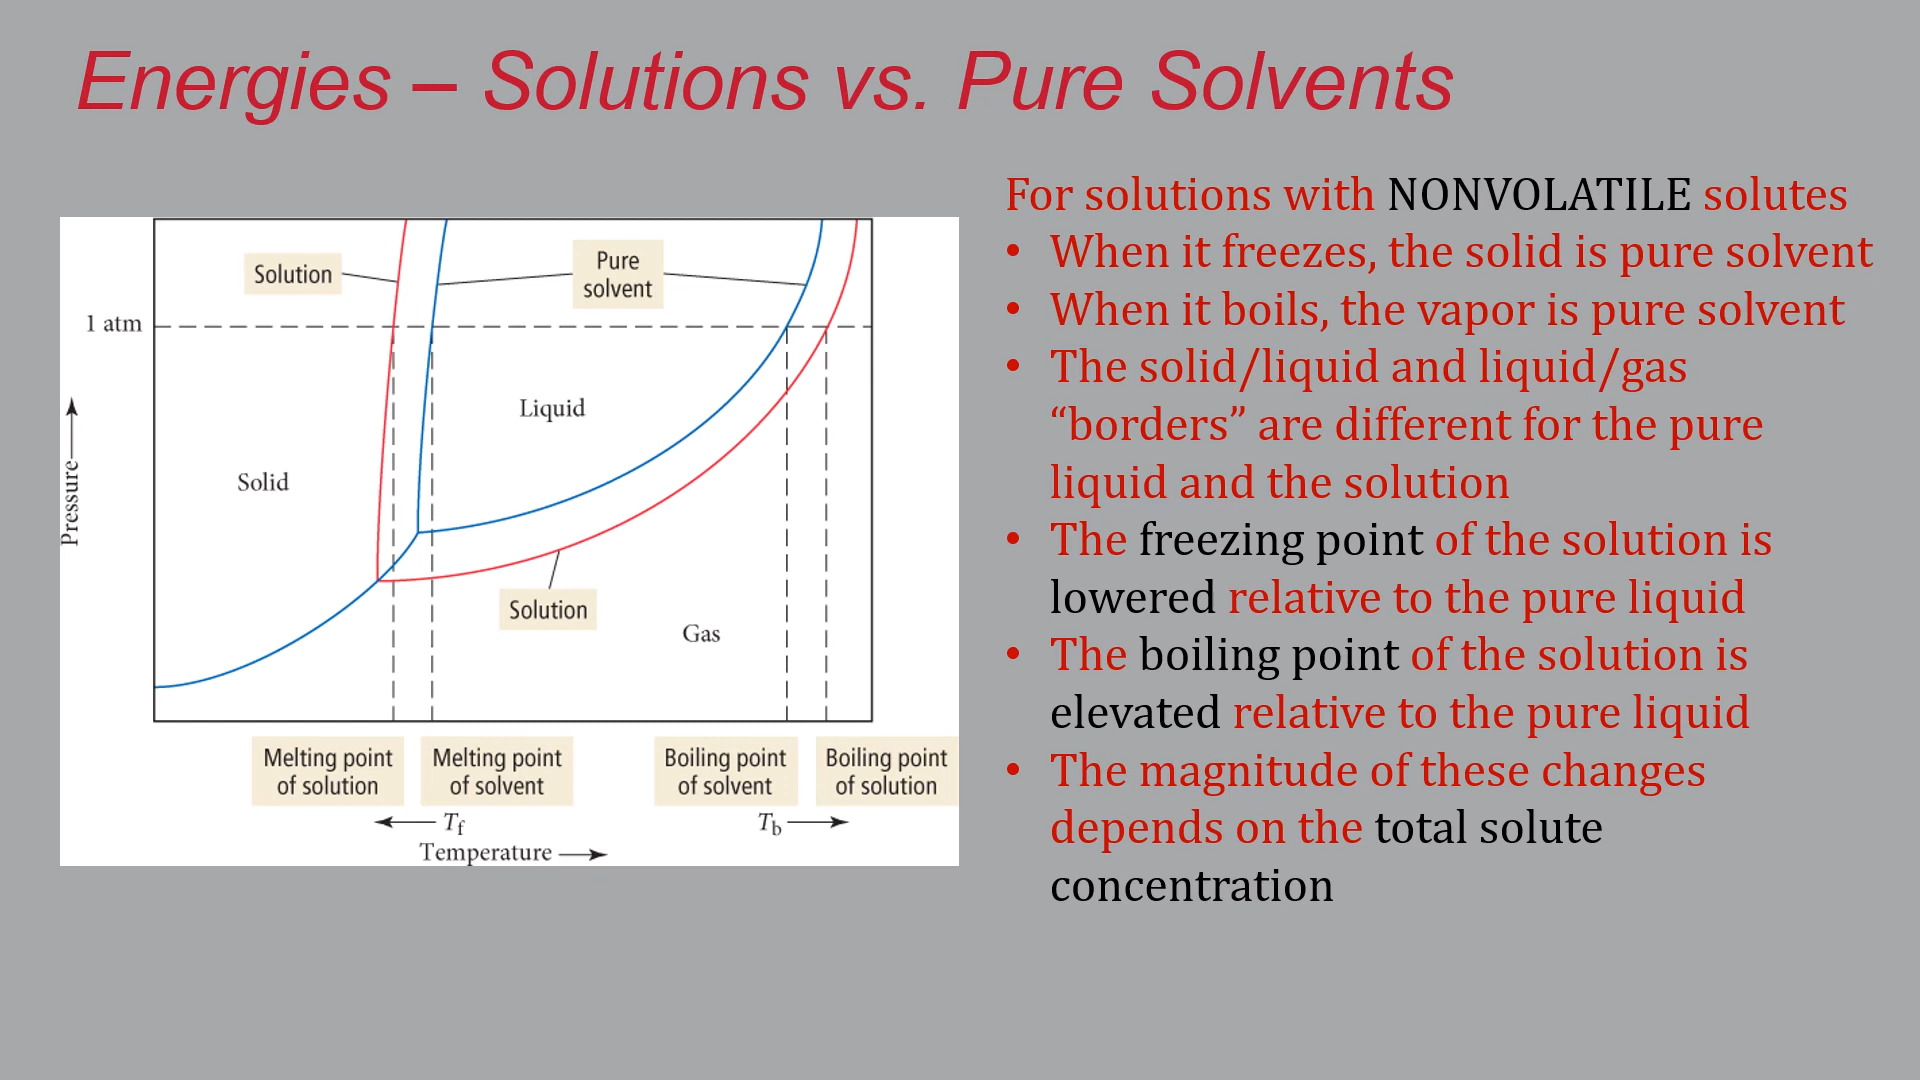 Energies – Solutions vs. Pure Solvents
Solution
Pure
solvent
1 atm
Liquid
Solid
Pressure
Solution
Gas
Melting point
of solution
Melting point
of solvent
Boiling point
of solvent
Boiling point
of solution
Tf
Tb
Temperature
For solutions with NONVOLATILE solutes
• When it freezes, the solid is pure solvent
• When it boils, the vapor is pure solvent
• The solid/liquid and liquid/gas
“borders” are different for the pure
liquid and the solution
• The freezing point of the solution is
lowered relative to the pure liquid
• The boiling point of the solution is
elevated relative to the pure liquid
• The magnitude of these changes
depends on the total solute
concentration